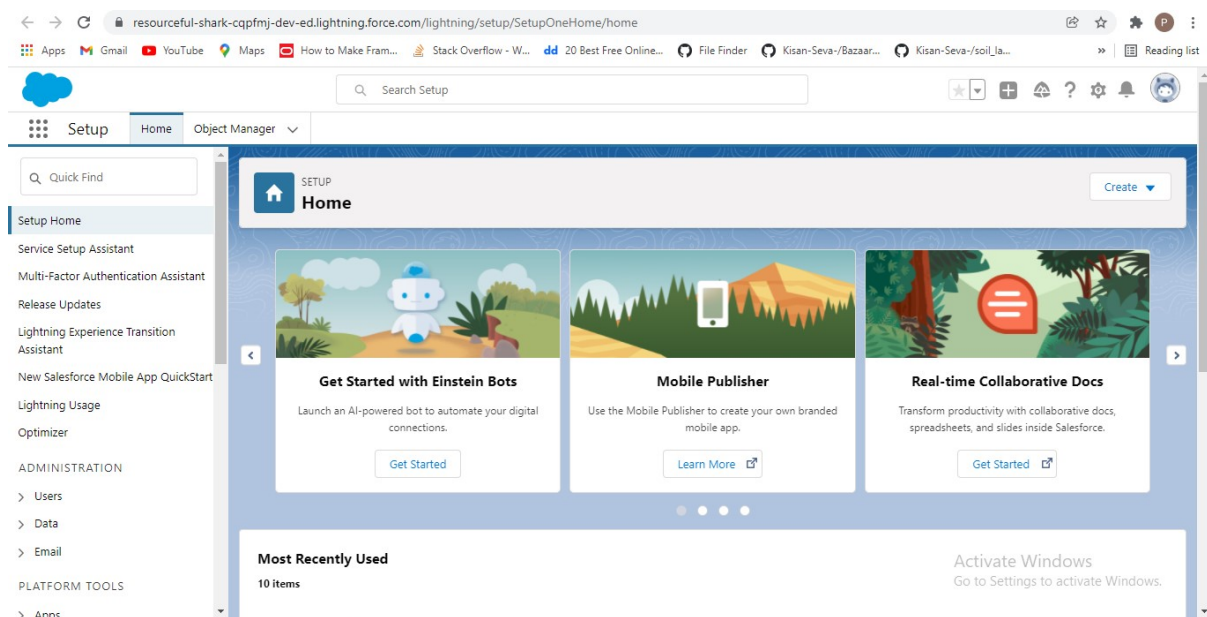 resourceful-shark-cqpfmj-dev-ed.lightning.force.com/lightning/setup/SetupOneHome/home
P
Apps Gmail YouTube Maps How to Make Fram... Stack Overflow - W... dd 20 Best Free Online... File Finder Kisan-Seva-/Bazaar... Kisan-Seva-/soil_la... » Reading list
Search Setup
Setup Home Object Manager
Quick Find
Setup Home
Service Setup Assistant
Multi-Factor Authentication Assistant
Release Updates
Lightning Experience Transition
Assistant
New Salesforce Mobile App QuickStart
Lightning Usage
Optimizer
ADMINISTRATION
Users
Data
Email
PLATFORM TOOLS
Apps
SETUP
Home
Create
Get Started with Einstein Bots
Launch an AI-powered bot to automate your digital
connections.
Get Started
Mobile Publisher
Use the Mobile Publisher to create your own branded
mobile app.
Learn More
Real-time Collaborative Docs
Transform productivity with collaborative docs,
spreadsheets, and slides inside Salesforce.
Get Started
Most Recently Used
10 items
Activate Windows
Go to Settings to activate Windows.